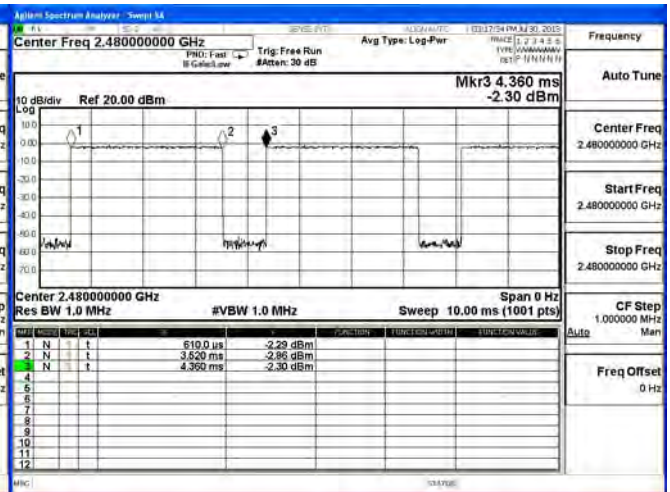 Agilent Spectrum Analyzer - Swept SA
SENSE:INT
ALIGN AUTO
03:17:54 PM Jul 30, 2013
Frequency
Center Freq 2.480000000 GHz
Avg Type: Log-Pwr
TRACE 1 2 3 4 5 6
PNO: Fast
Trig: Free Run
TYPE
IFGain:Low
#Atten: 30 dB
DET P N N N N N
Auto Tune
Mkr3 4.360 ms
10 dB/div Ref 20.00 dBm
-2.30 dBm
Log
10.0
1 2 3
Center Freq
0.00
2.480000000 GHz
-10.0
-20.0
Start Freq
-30.0
2.480000000 GHz
-40.0
-50.0
Stop Freq
-60.0
2.480000000 GHz
-70.0
Center 2.480000000 GHz
Span 0 Hz
CF Step
Res BW 1.0 MHz
#VBW 1.0 MHz
Sweep 10.00 ms (1001 pts)
1.000000 MHz
Auto Man
MKR MODE TRC SCL X Y FUNCTION FUNCTION WIDTH FUNCTION VALUE
1 N 1 t 610.0 µs -2.29 dBm
2 N 1 t 3.520 ms -2.86 dBm
3 N 1 t 4.360 ms -2.30 dBm
4
Freq Offset
5
0 Hz
6
7
8
9
10
11
12
MSG
STATUS